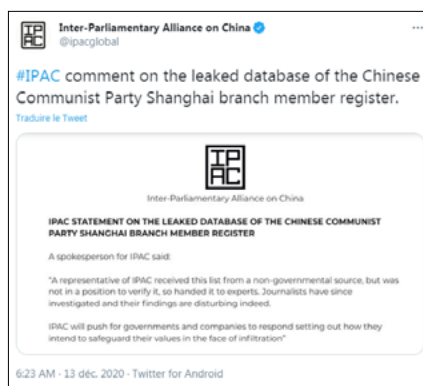 Inter-Parliamentary Alliance on China
@ipacglobal
#IPAC comment on the leaked database of the Chinese
Communist Party Shanghai branch member register.
Traduire le Tweet
IP
AC
Inter-Parliamentary Alliance on China
IPAC STATEMENT ON THE LEAKED DATABASE OF THE CHINESE COMMUNIST
PARTY SHANGHAI BRANCH MEMBER REGISTER
A spokesperson for IPAC said:
"A representative of IPAC received this list from a non-governmental source, but was
not in a position to verify it, so handed it to experts. Journalists have since
investigated and their findings are disturbing indeed.
IPAC will push for governments and companies to respond setting out how they
intend to safeguard their values in the face of infiltration"
6:23 AM · 13 déc. 2020 · Twitter for Android